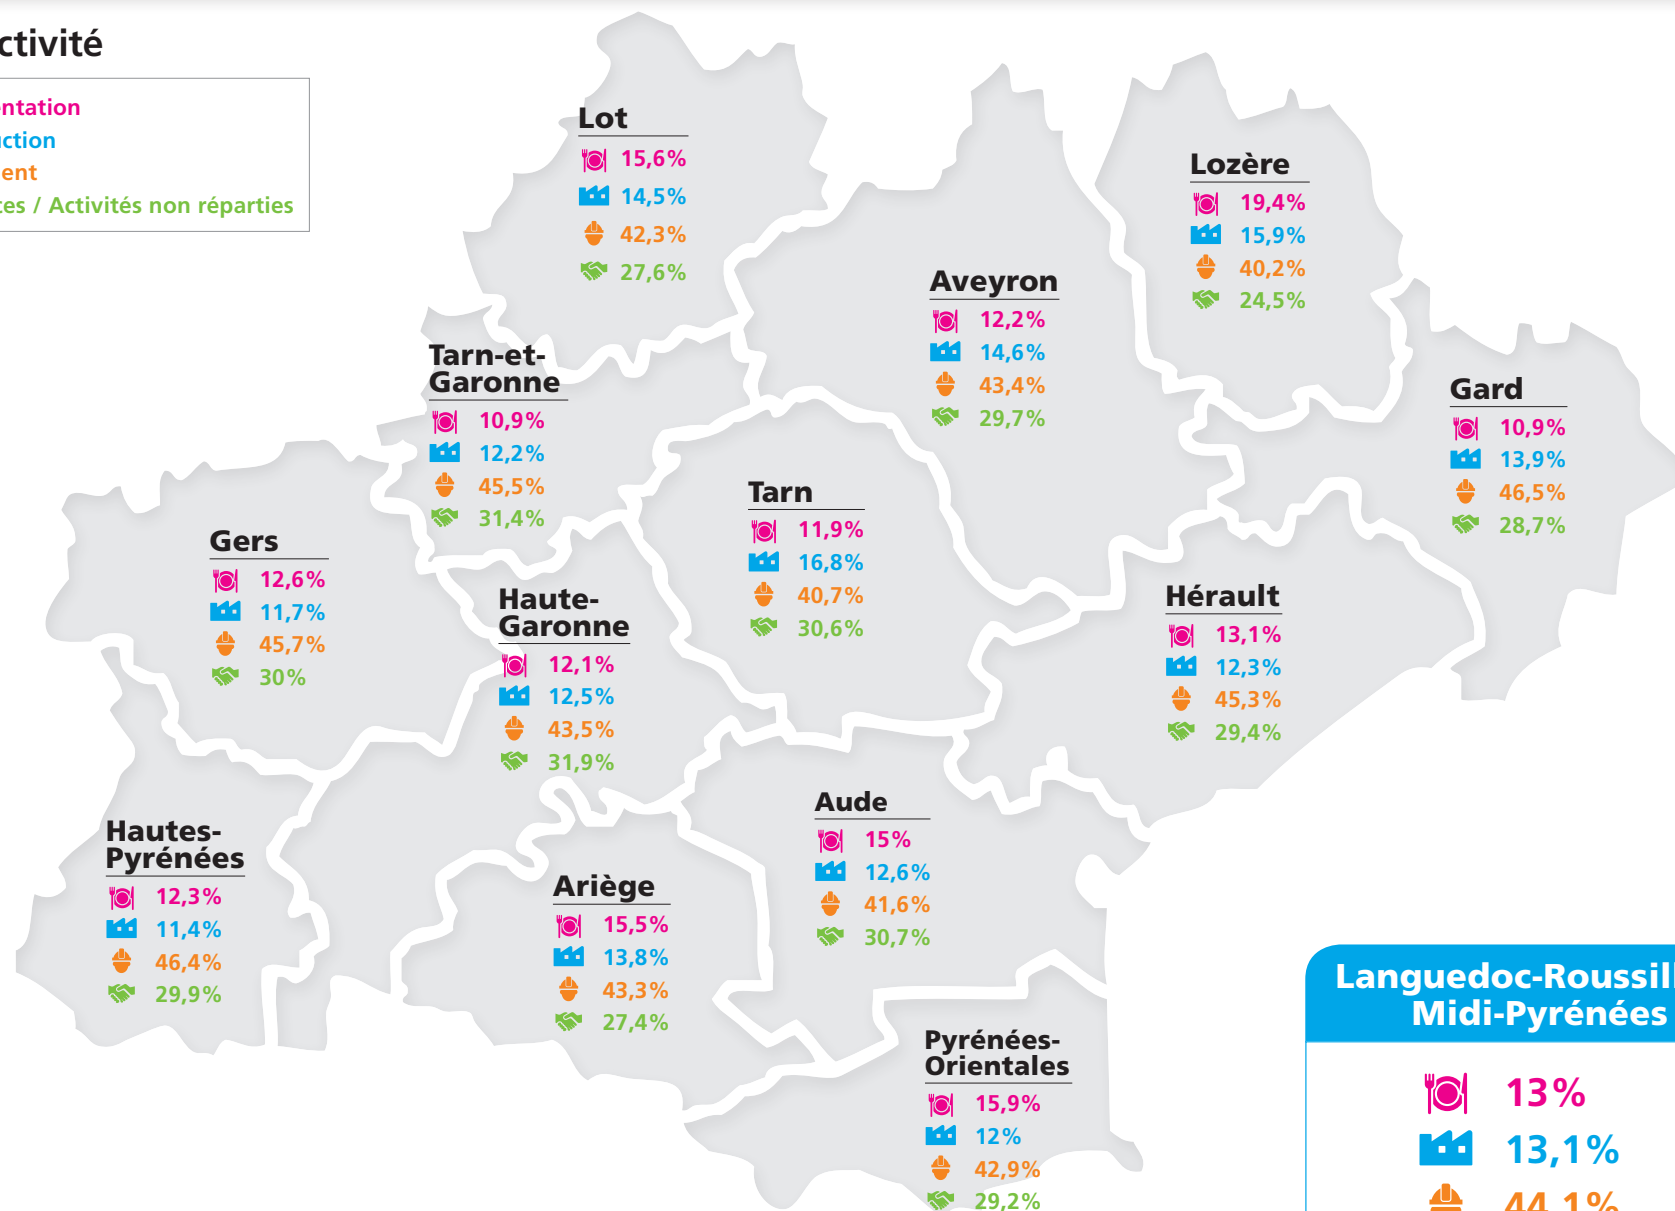 ctivité
ntation
ction
ent
ces / Activités non réparties
Lot
15,6%
14,5%
42,3%
27,6%
Lozère
19,4%
15,9%
40,2%
24,5%
Aveyron
12,2%
14,6%
43,4%
29,7%
Tarn-et-
Garonne
10,9%
12,2%
45,5%
31,4%
Gard
10,9%
13,9%
46,5%
28,7%
Tarn
11,9%
16,8%
40,7%
30,6%
Gers
12,6%
11,7%
45,7%
30%
Haute-
Garonne
12,1%
12,5%
43,5%
31,9%
Hérault
13,1%
12,3%
45,3%
29,4%
Aude
15%
12,6%
41,6%
30,7%
Hautes-
Pyrénées
12,3%
11,4%
46,4%
29,9%
Ariège
15,5%
13,8%
43,3%
27,4%
Pyrénées-
Orientales
15,9%
12%
42,9%
29,2%
Languedoc-Roussill
Midi-Pyrénées
13%
13,1%
44,1%